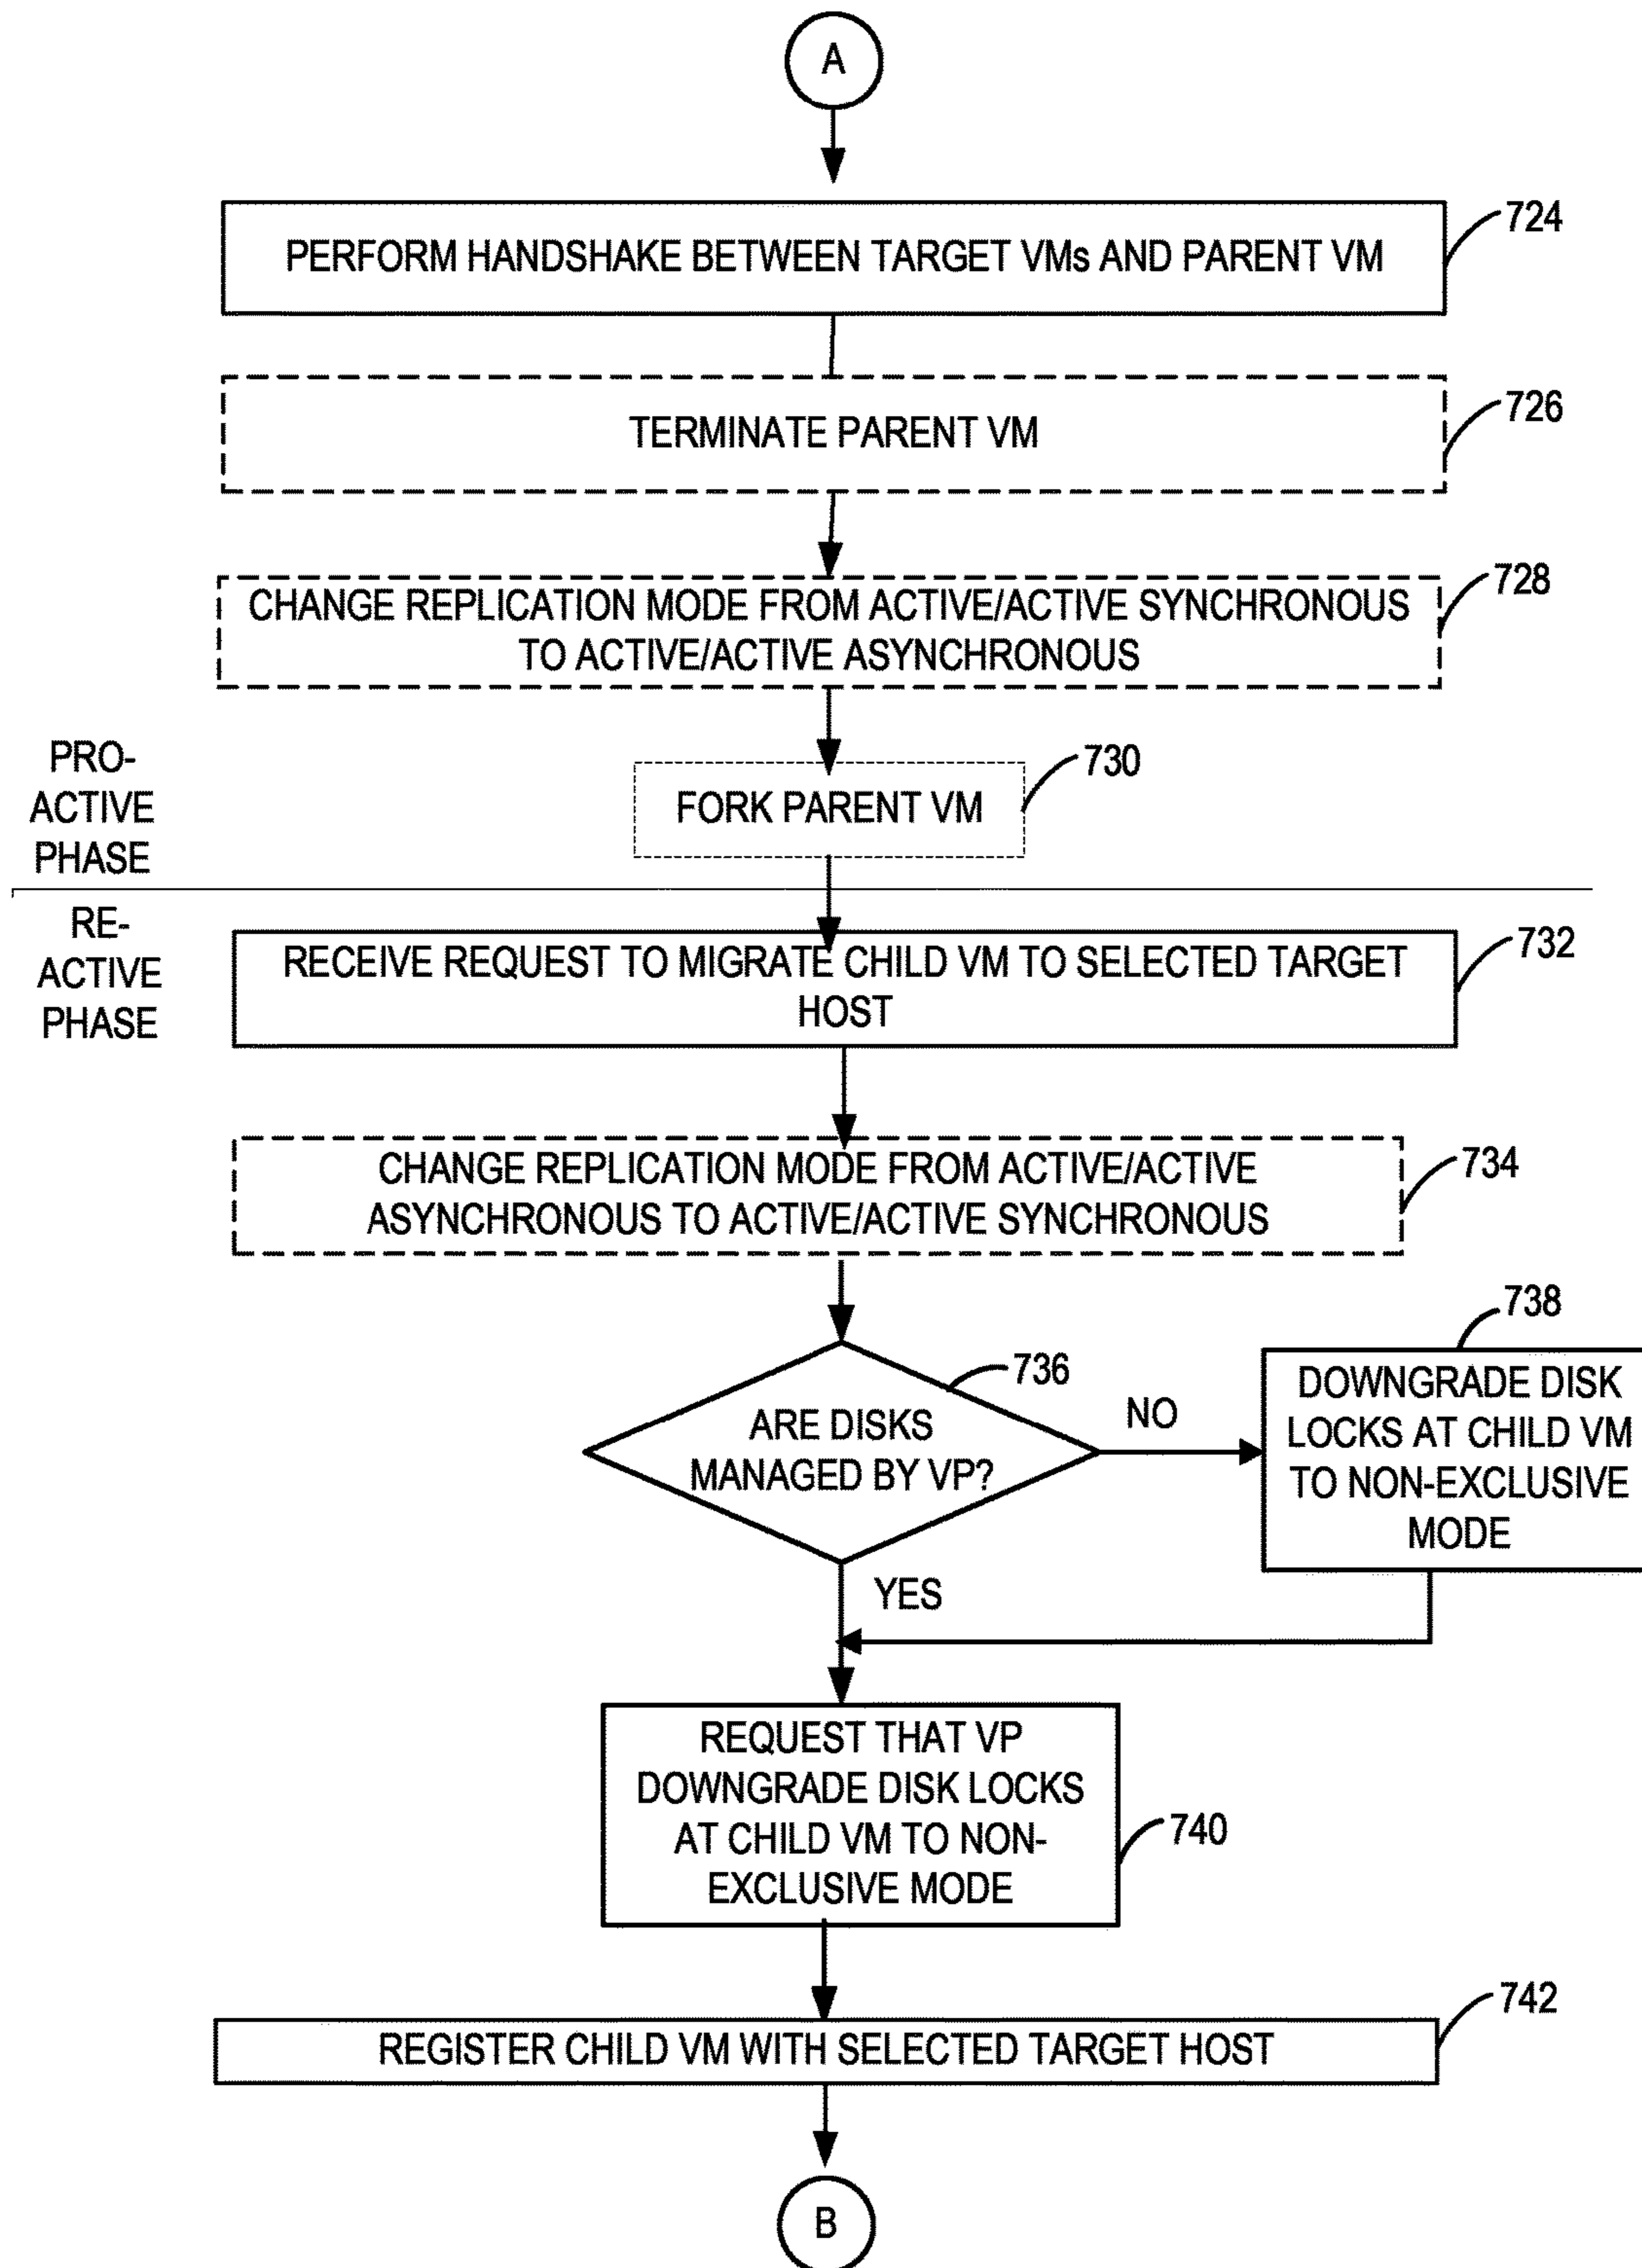 A
724
PERFORM HANDSHAKE BETWEEN TARGET VMs AND PARENT VM
726
TERMINATE PARENT VM
728
CHANGE REPLICATION MODE FROM ACTIVE/ACTIVE SYNCHRONOUS
TO ACTIVE/ACTIVE ASYNCHRONOUS
PRO-
ACTIVE
PHASE
730
FORK PARENT VM
RE-
ACTIVE
PHASE
732
RECEIVE REQUEST TO MIGRATE CHILD VM TO SELECTED TARGET
HOST
734
CHANGE REPLICATION MODE FROM ACTIVE/ACTIVE
ASYNCHRONOUS TO ACTIVE/ACTIVE SYNCHRONOUS
736
ARE DISKS
MANAGED BY VP?
NO
738
DOWNGRADE DISK
LOCKS AT CHILD VM
TO NON-EXCLUSIVE
MODE
YES
REQUEST THAT VP
DOWNGRADE DISK LOCKS
AT CHILD VM TO NON-
EXCLUSIVE MODE
740
742
REGISTER CHILD VM WITH SELECTED TARGET HOST
B